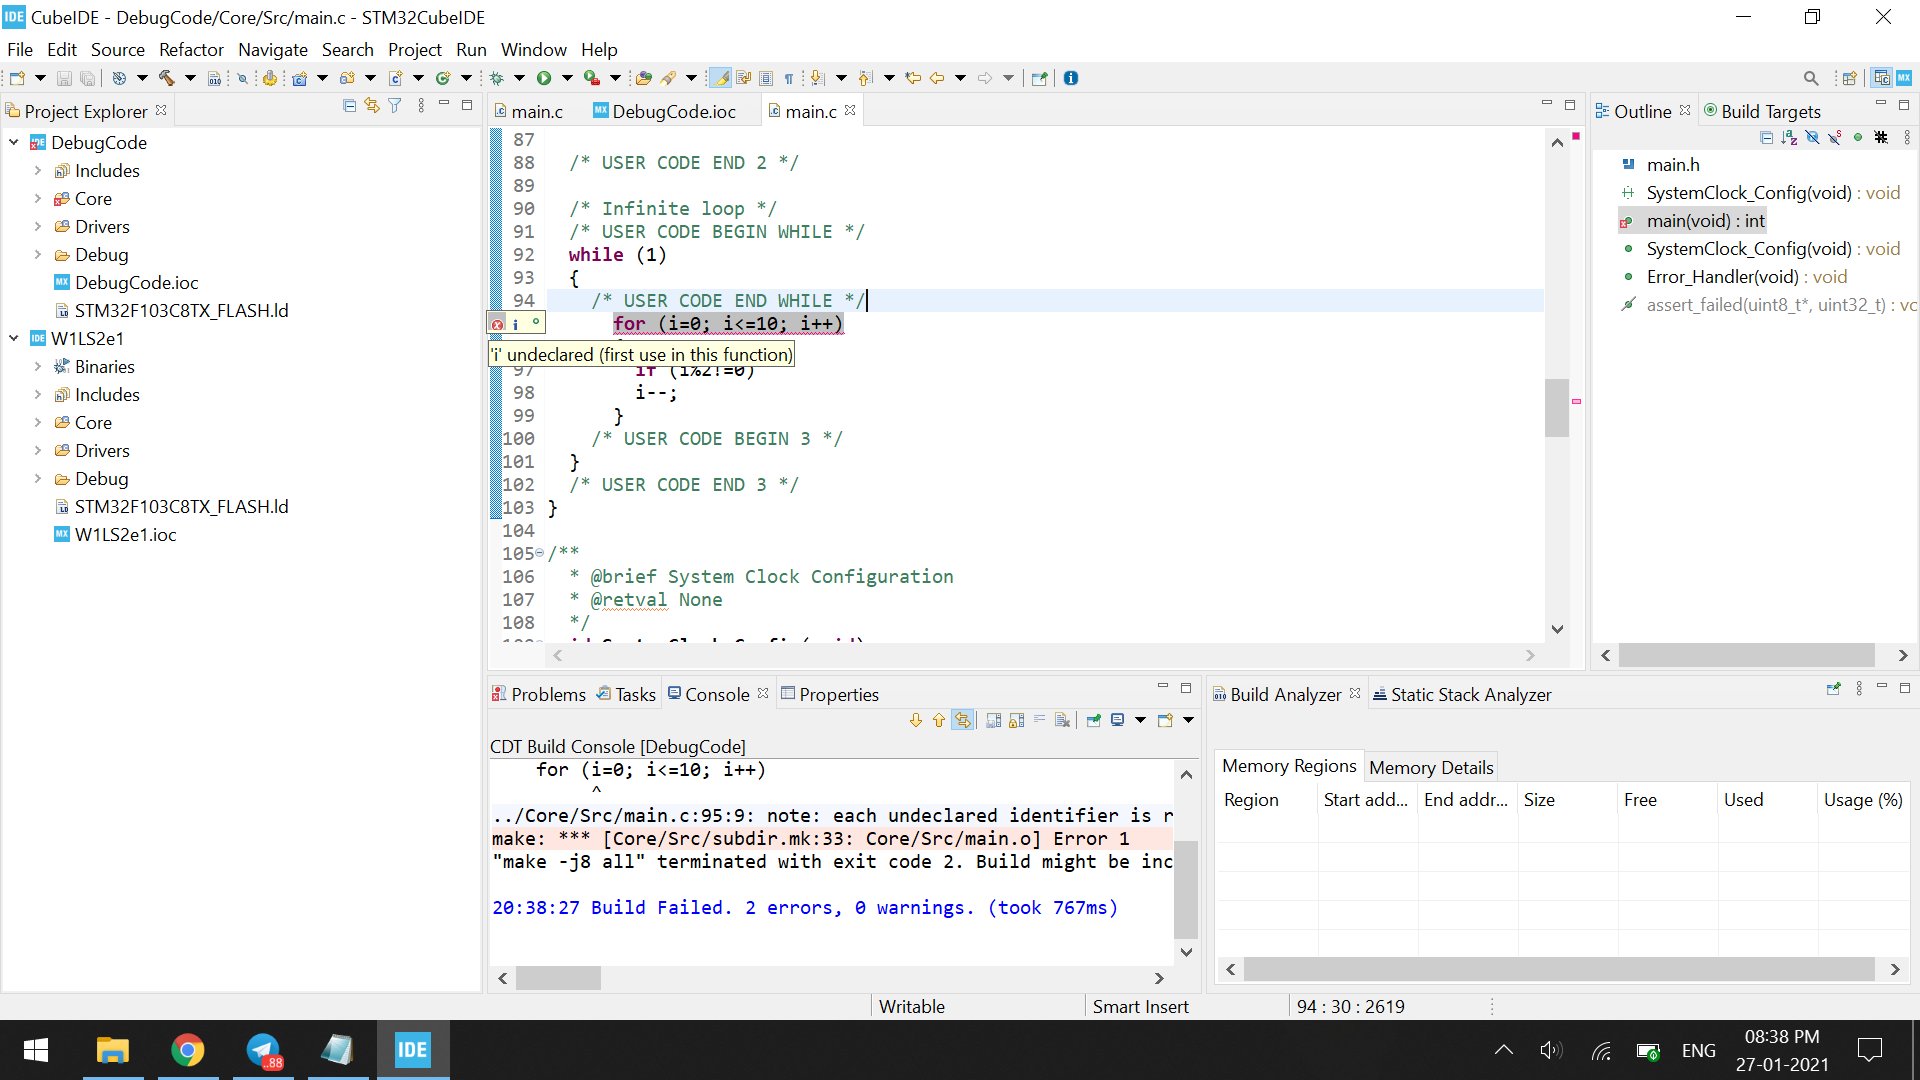 IDE CubeIDE - DebugCode/Core/Src/main.c - STM32CubeIDE
File Edit Source Refactor Navigate Search Project Run Window Help
Project Explorer
DebugCode
Includes
Core
Drivers
Debug
MX DebugCode.ioc
STM32F103C8TX_FLASH.ld
IDE W1LS2e1
Binaries
Includes
Core
Drivers
Debug
STM32F103C8TX_FLASH.ld
MX W1LS2e1.ioc
main.c MX DebugCode.ioc main.c
87
88 /* USER CODE END 2 */
89
90 /* Infinite loop */
91 /* USER CODE BEGIN WHILE */
92 while (1)
93 {
94 /* USER CODE END WHILE */
for (i=0; i<=10; i++)
'i' undeclared (first use in this function)
97 if (i%2!=0)
98 i--;
99 }
100 /* USER CODE BEGIN 3 */
101 }
102 /* USER CODE END 3 */
103 }
104
105 /**
106 * @brief System Clock Configuration
107 * @retval None
108 */
Outline Build Targets
main.h
SystemClock_Config(void) : void
main(void) : int
SystemClock_Config(void) : void
Error_Handler(void) : void
assert_failed(uint8_t*, uint32_t) : vc
Problems Tasks Console Properties
CDT Build Console [DebugCode]
for (i=0; i<=10; i++)
^
../Core/Src/main.c:95:9: note: each undeclared identifier is r
make: *** [Core/Src/subdir.mk:33: Core/Src/main.o] Error 1
"make -j8 all" terminated with exit code 2. Build might be inc
20:38:27 Build Failed. 2 errors, 0 warnings. (took 767ms)
Build Analyzer Static Stack Analyzer
Memory Regions Memory Details
Region Start add... End addr... Size Free Used Usage (%)
Writable Smart Insert 94 : 30 : 2619
..88
IDE
ENG
08:38 PM
27-01-2021